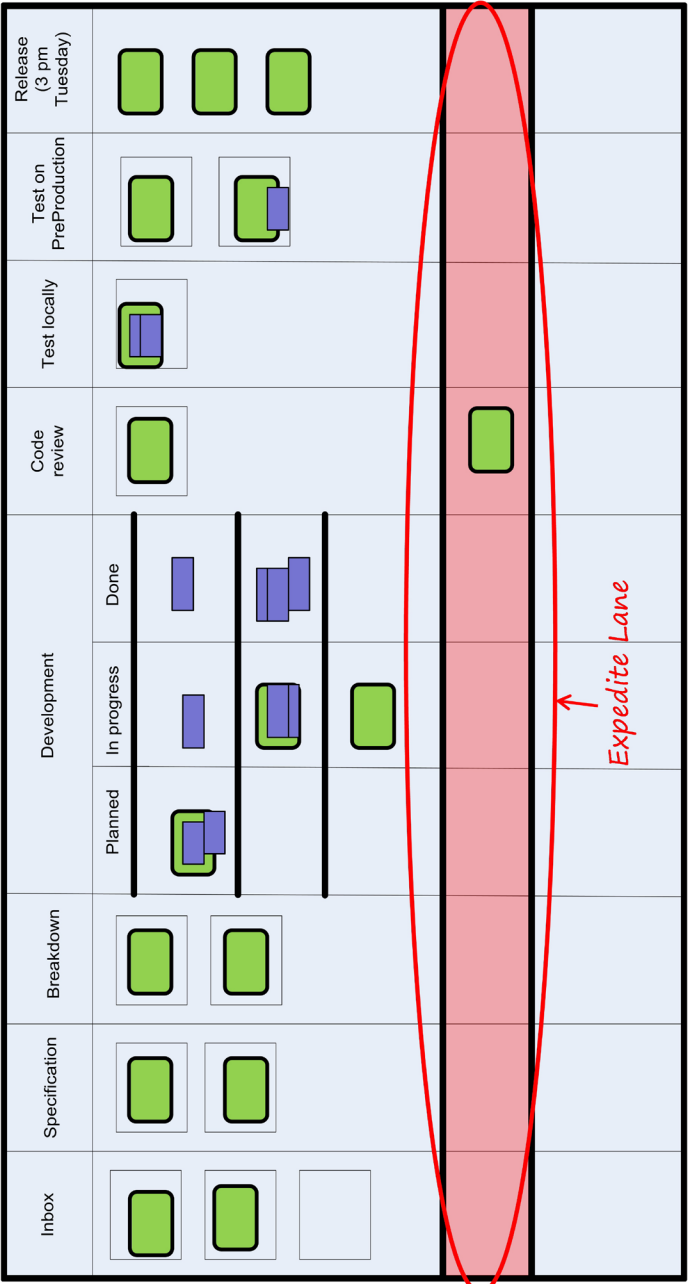 Inbox
Specification
Breakdown
Development
Planned
In progress
Done
Code
review
Test locally
Test on
PreProduction
Release
(3 pm
Tuesday)
Expedite Lane